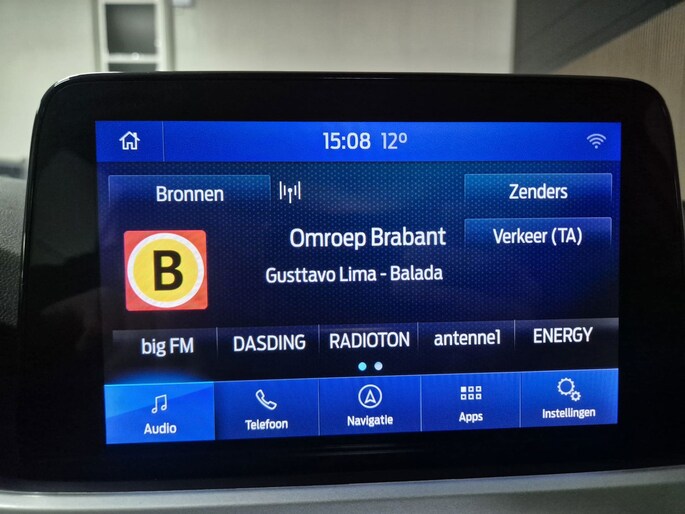 15:08 12°
Bronnen
Zenders
B
Omroep Brabant
Verkeer (TA)
Gusttavo Lima - Balada
big FM
DASDING
RADIOTON
antenne1
ENERGY
Audio
Telefoon
Navigatie
Apps
Instellingen